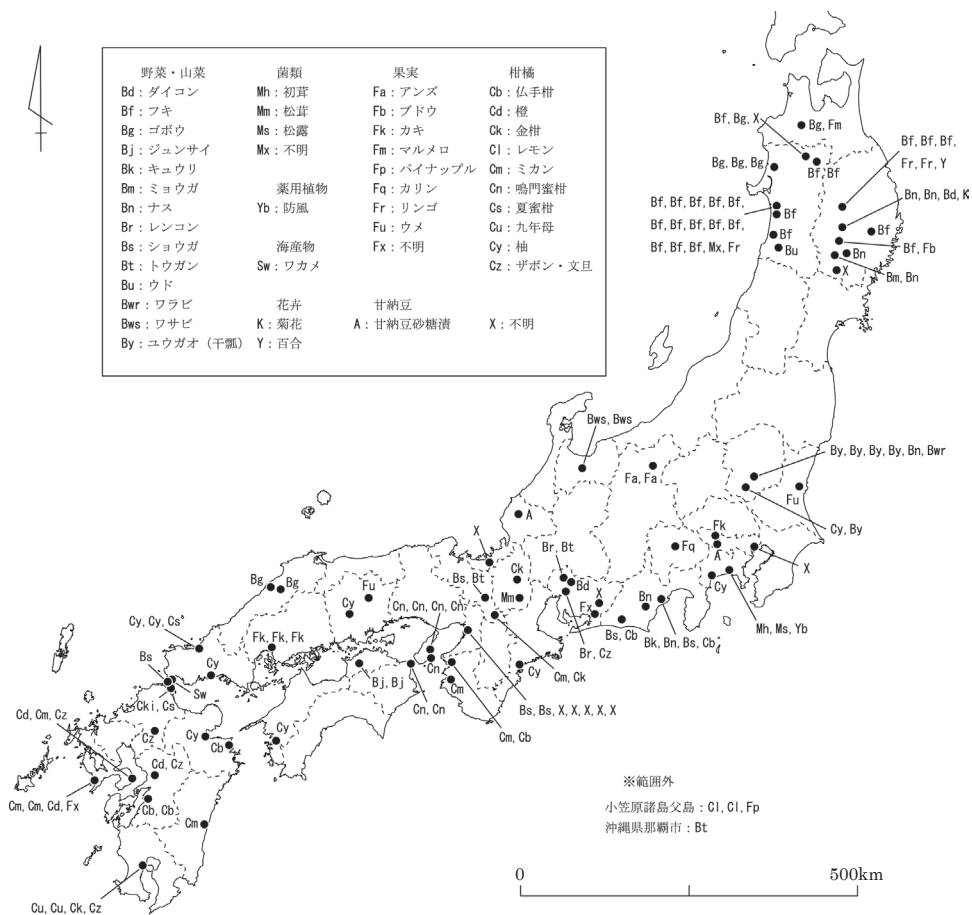 野菜・山菜
Bd：ダイコン
Bf：フキ
Bg：ゴボウ
Bj：ジュンサイ
Bk：キュウリ
Bm：ミョウガ
Bn：ナス
Br：レンコン
Bs：ショウガ
Bt：トウガン
Bu：ウド
Bwr：ワラビ
Bws：ワサビ
By：ユウガオ（干瓢）
菌類
Mh：初茸
Mm：松茸
Ms：松露
Mx：不明
薬用植物
Yb：防風
海産物
Sw：ワカメ
花卉
K：菊花
Y：百合
果実
Fa：アンズ
Fb：ブドウ
Fk：カキ
Fm：マルメロ
Fp：パイナップル
Fq：カリン
Fr：リンゴ
Fu：ウメ
Fx：不明
甘納豆
A：甘納豆砂糖漬
柑橘
Cb：仏手柑
Cd：橙
Ck：金柑
Cl：レモン
Cm：ミカン
Cn：鳴門蜜柑
Cs：夏蜜柑
Cu：九年母
Cy：柚
Cz：ザボン・文旦
X：不明
Bg, Fm
Bf, Bg, X
Bf, Bf
Bg, Bg, Bg
Bf, Bf, Bf,
Fr, Fr, Y
Bn, Bn, Bd, K
Bf, Bf, Bf, Bf, Bf,
Bf, Bf, Bf, Bf, Bf,
Bf, Bf, Bf, Mx, Fr
Bf
Bf
Bu
Bf
Bf, Fb
Bn
Bm, Bn
X
Bws, Bws
Fa, Fa
By, By, By, By, Bn, Bwr
Fu
Cy, By
A
Fk
A
Fq
X
Cy
Mh, Ms, Yb
X
Ck
Bs, Bt
Mm
Br, Bt
Bd
X
Fx
Bn
Bs, Cb
Bk, Bn, Bs, Cb
Br, Cz
Cm, Ck
Cy
Bg
Bg
Fu
Cy
Cn, Cn, Cn, Cn
Cn
Cm
Cn, Cn
Bs, Bs, X, X, X, X, X
Cm, Cb
Cy, Cy, Cs
Fk, Fk, Fk
Bs
Cy
Sw
Cki, Cs
Bj, Bj
Cd, Cm, Cz
Cz
Cy
Cb
Cy
Cd, Cz
Cm, Cm, Cd, Fx
Cb, Cb
Cm
Cu, Cu, Ck, Cz
※範囲外
小笠原諸島父島：Cl, Cl, Fp
沖縄県那覇市：Bt
0
500km